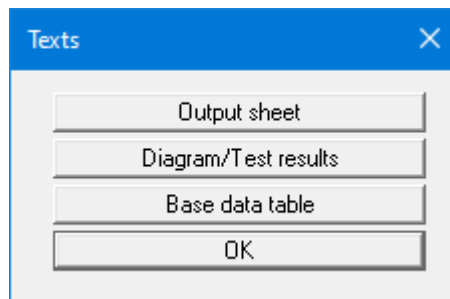 Texts
Output sheet
Diagram/Test results
Base data table
OK